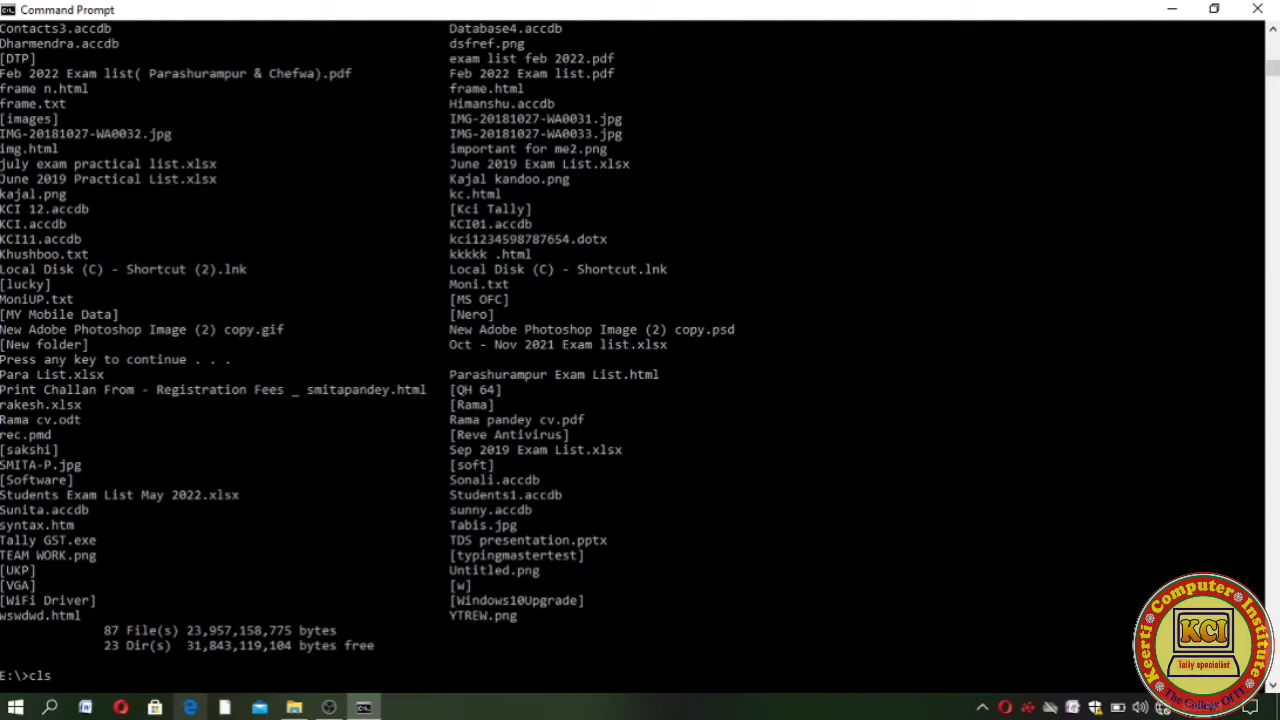 Command Prompt
Contacts3.accdb Database4.accdb
Dharmendra.accdb dsfref.png
[DTP] exam list feb 2022.pdf
Feb 2022 Exam list( Parashurampur & Chefwa).pdf Feb 2022 Exam list.pdf
frame n.html frame.html
frame.txt Himanshu.accdb
[images] IMG-20181027-WA0031.jpg
IMG-20181027-WA0032.jpg IMG-20181027-WA0033.jpg
img.html important for me2.png
july exam practical list.xlsx June 2019 Exam List.xlsx
June 2019 Practical List.xlsx Kajal kandoo.png
kajal.png kc.html
KCI 12.accdb [Kci Tally]
KCI.accdb KCI01.accdb
KCI11.accdb kci1234598787654.dotx
Khushboo.txt kkkkk .html
Local Disk (C) - Shortcut (2).lnk Local Disk (C) - Shortcut.lnk
[lucky] Moni.txt
MoniUP.txt [MS OFC]
[MY Mobile Data] [Nero]
New Adobe Photoshop Image (2) copy.gif New Adobe Photoshop Image (2) copy.psd
[New folder] Oct - Nov 2021 Exam list.xlsx
Press any key to continue . . .
Para List.xlsx Parashurampur Exam List.html
Print Challan From - Registration Fees _ smitapandey.html [QH 64]
rakesh.xlsx [Rama]
Rama cv.odt Rama pandey cv.pdf
rec.pmd [Reve Antivirus]
[sakshi] Sep 2019 Exam List.xlsx
SMITA-P.jpg [soft]
[Software] Sonali.accdb
Students Exam List May 2022.xlsx Students1.accdb
Sunita.accdb sunny.accdb
syntax.htm Tabis.jpg
Tally GST.exe TDS presentation.pptx
TEAM WORK.png [typingmastertest]
[UKP] Untitled.png
[VGA] [w]
[WiFi Driver] [Windows10Upgrade]
wswdwd.html YTREW.png
87 File(s) 23,957,158,775 bytes
23 Dir(s) 31,843,119,104 bytes free
E:\>cls
Keerti Computer Institute
KCI
Tally specialist
The College Of IT